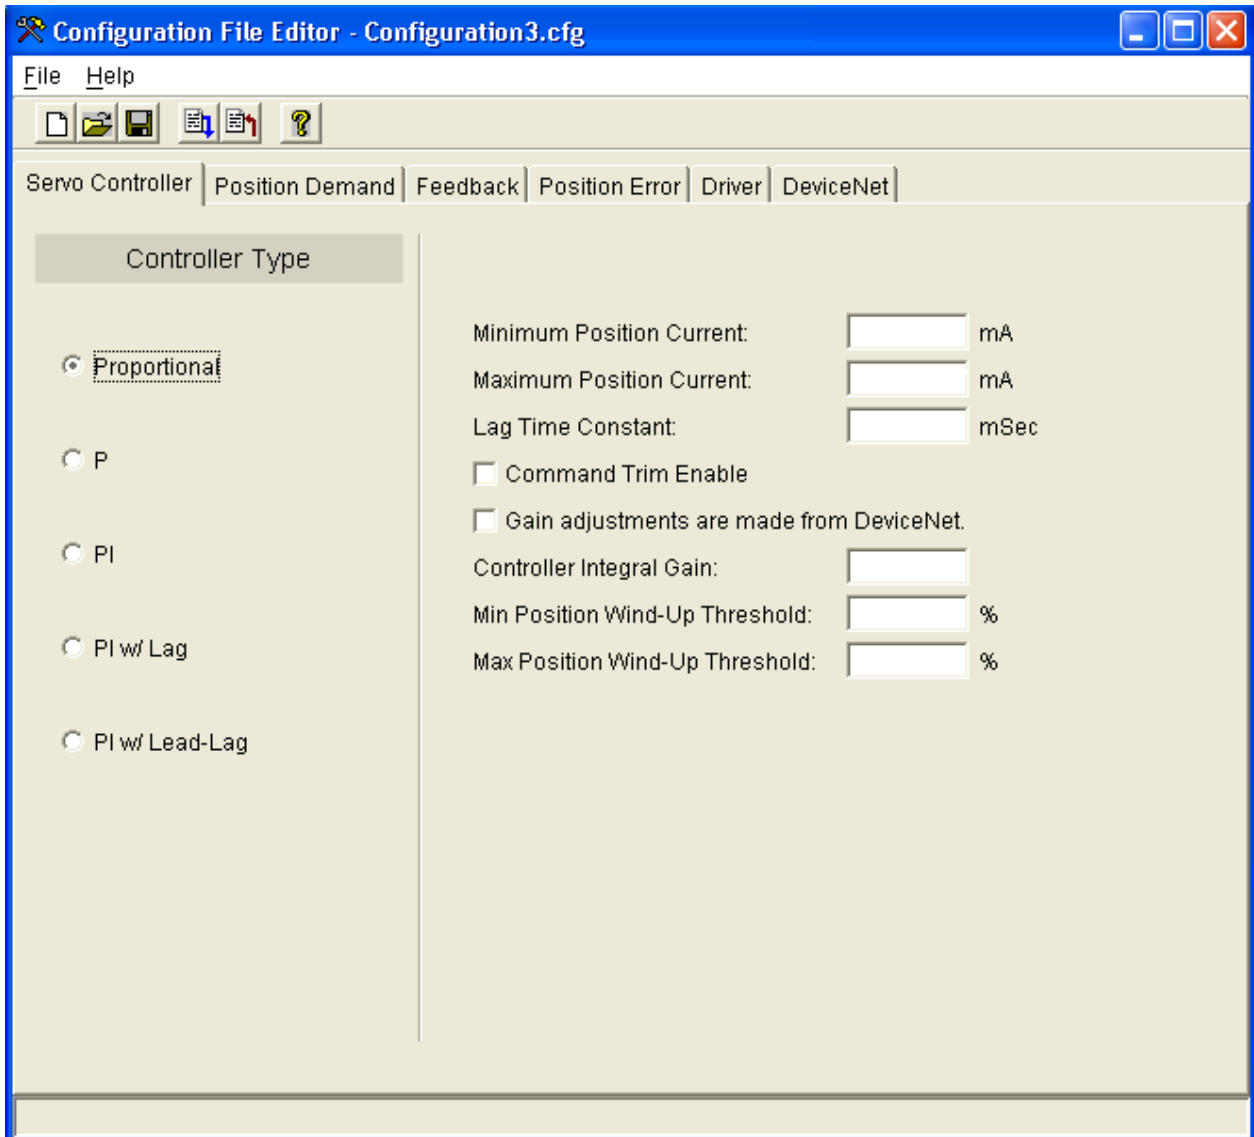 Configuration File Editor - Configuration3.cfg
File Help
Servo Controller Position Demand Feedback Position Error Driver DeviceNet
Controller Type
Proportional
P
PI
PI w/ Lag
PI w/ Lead-Lag
Minimum Position Current: mA
Maximum Position Current: mA
Lag Time Constant: mSec
Command Trim Enable
Gain adjustments are made from DeviceNet.
Controller Integral Gain:
Min Position Wind-Up Threshold: %
Max Position Wind-Up Threshold: %